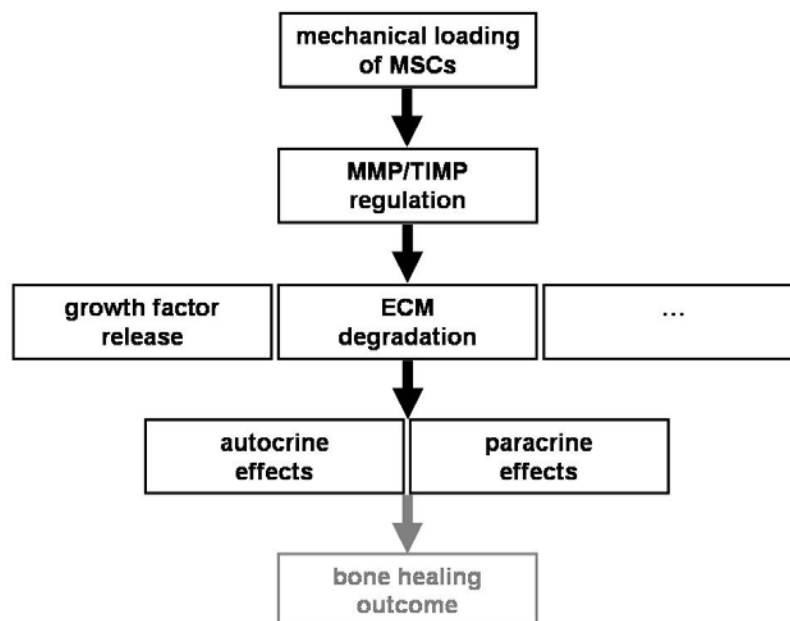 mechanical loading
of MSCs
MMP/TIMP
regulation
growth factor
release
ECM
degradation
...
autocrine
effects
paracrine
effects
bone healing
outcome